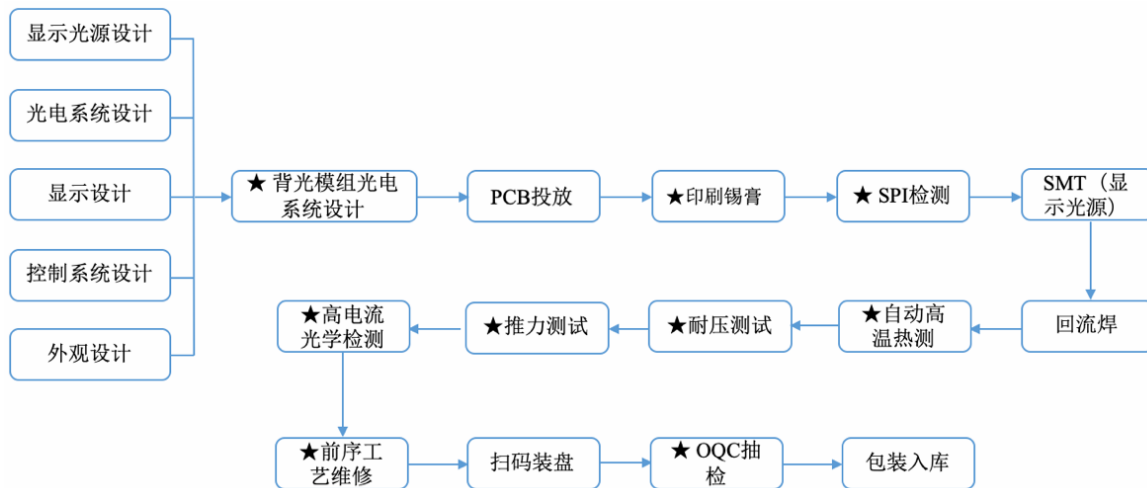 显示光源设计
光电系统设计
显示设计
控制系统设计
外观设计
★ 背光模组光电
系统设计
PCB投放
★印刷锡膏
★ SPI检测
SMT（显
示光源）
回流焊
★自动高
温热测
★耐压测试
★推力测试
★高电流
光学检测
★前序工
艺维修
扫码装盘
★ OQC抽
检
包装入库